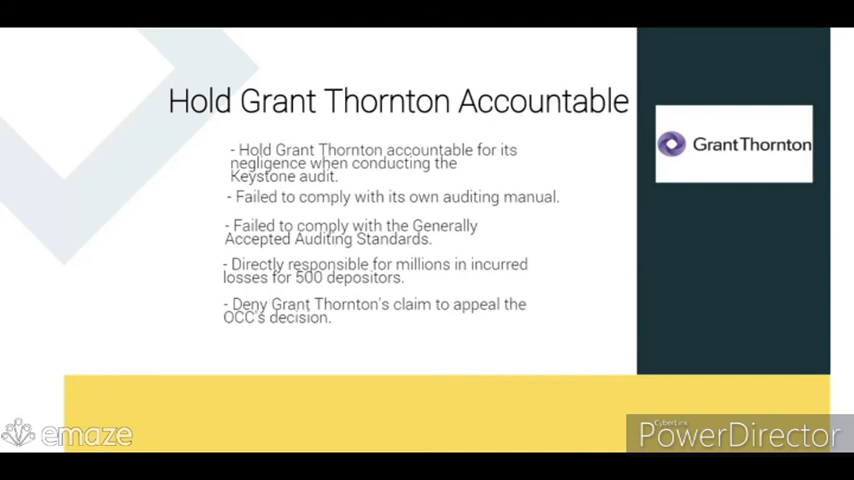 Hold Grant Thornton Accountable
GrantThornton
- Hold Grant Thornton accountable for its
negligence when conducting the
Keystone audit.
- Failed to comply with its own auditing manual.
- Failed to comply with the Generally
Accepted Auditing Standards.
- Directly responsible for millions in incurred
losses for 500 depositors.
- Deny Grant Thornton's claim to appeal the
OCC's decision.
emaze
CyberLink
PowerDirector